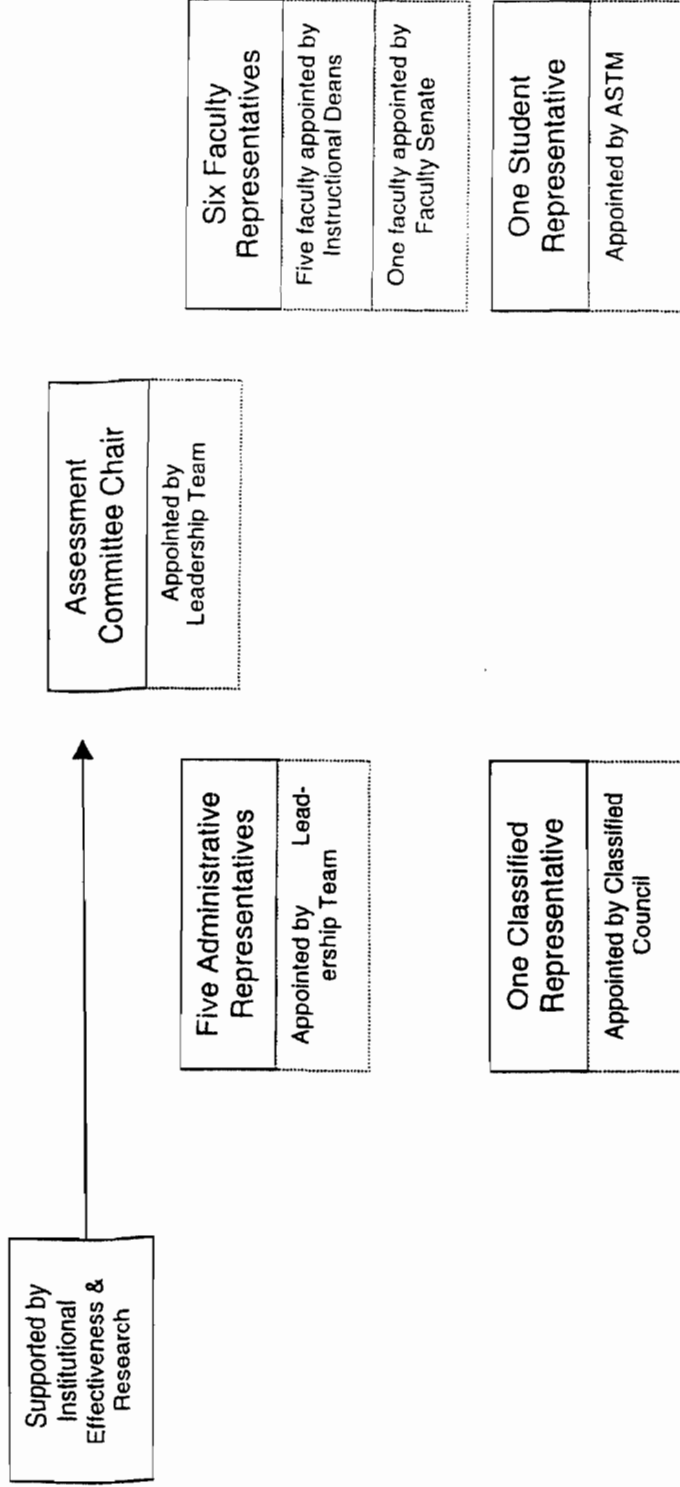 Supported by
Institutional
Effectiveness &
Research
Assessment
Committee Chair
Appointed by
Leadership Team
Five Administrative
Representatives
Appointed by Lead-
ership Team
Six Faculty
Representatives
Five faculty appointed by
Instructional Deans
One faculty appointed by
Faculty Senate
One Classified
Representative
Appointed by Classified
Council
One Student
Representative
Appointed by ASTM